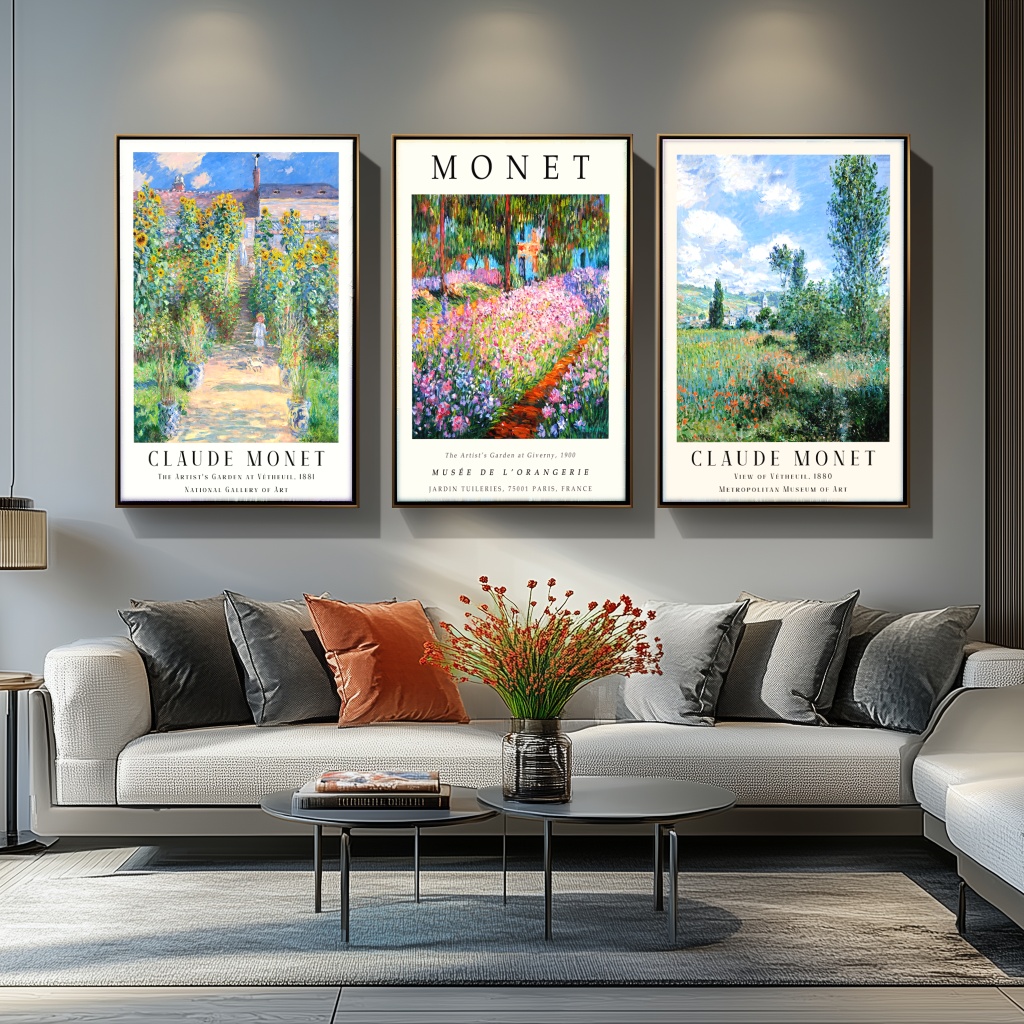 CLAUDE MONET
The Artist's Garden at Vétheuil, 1881
National Gallery of Art
MONET
The Artist's Garden at Giverny, 1900
MUSÉE DE L'ORANGERIE
JARDIN TUILERIES, 75001 PARIS, FRANCE
CLAUDE MONET
View of Vétheuil, 1880
Metropolitan Museum of Art